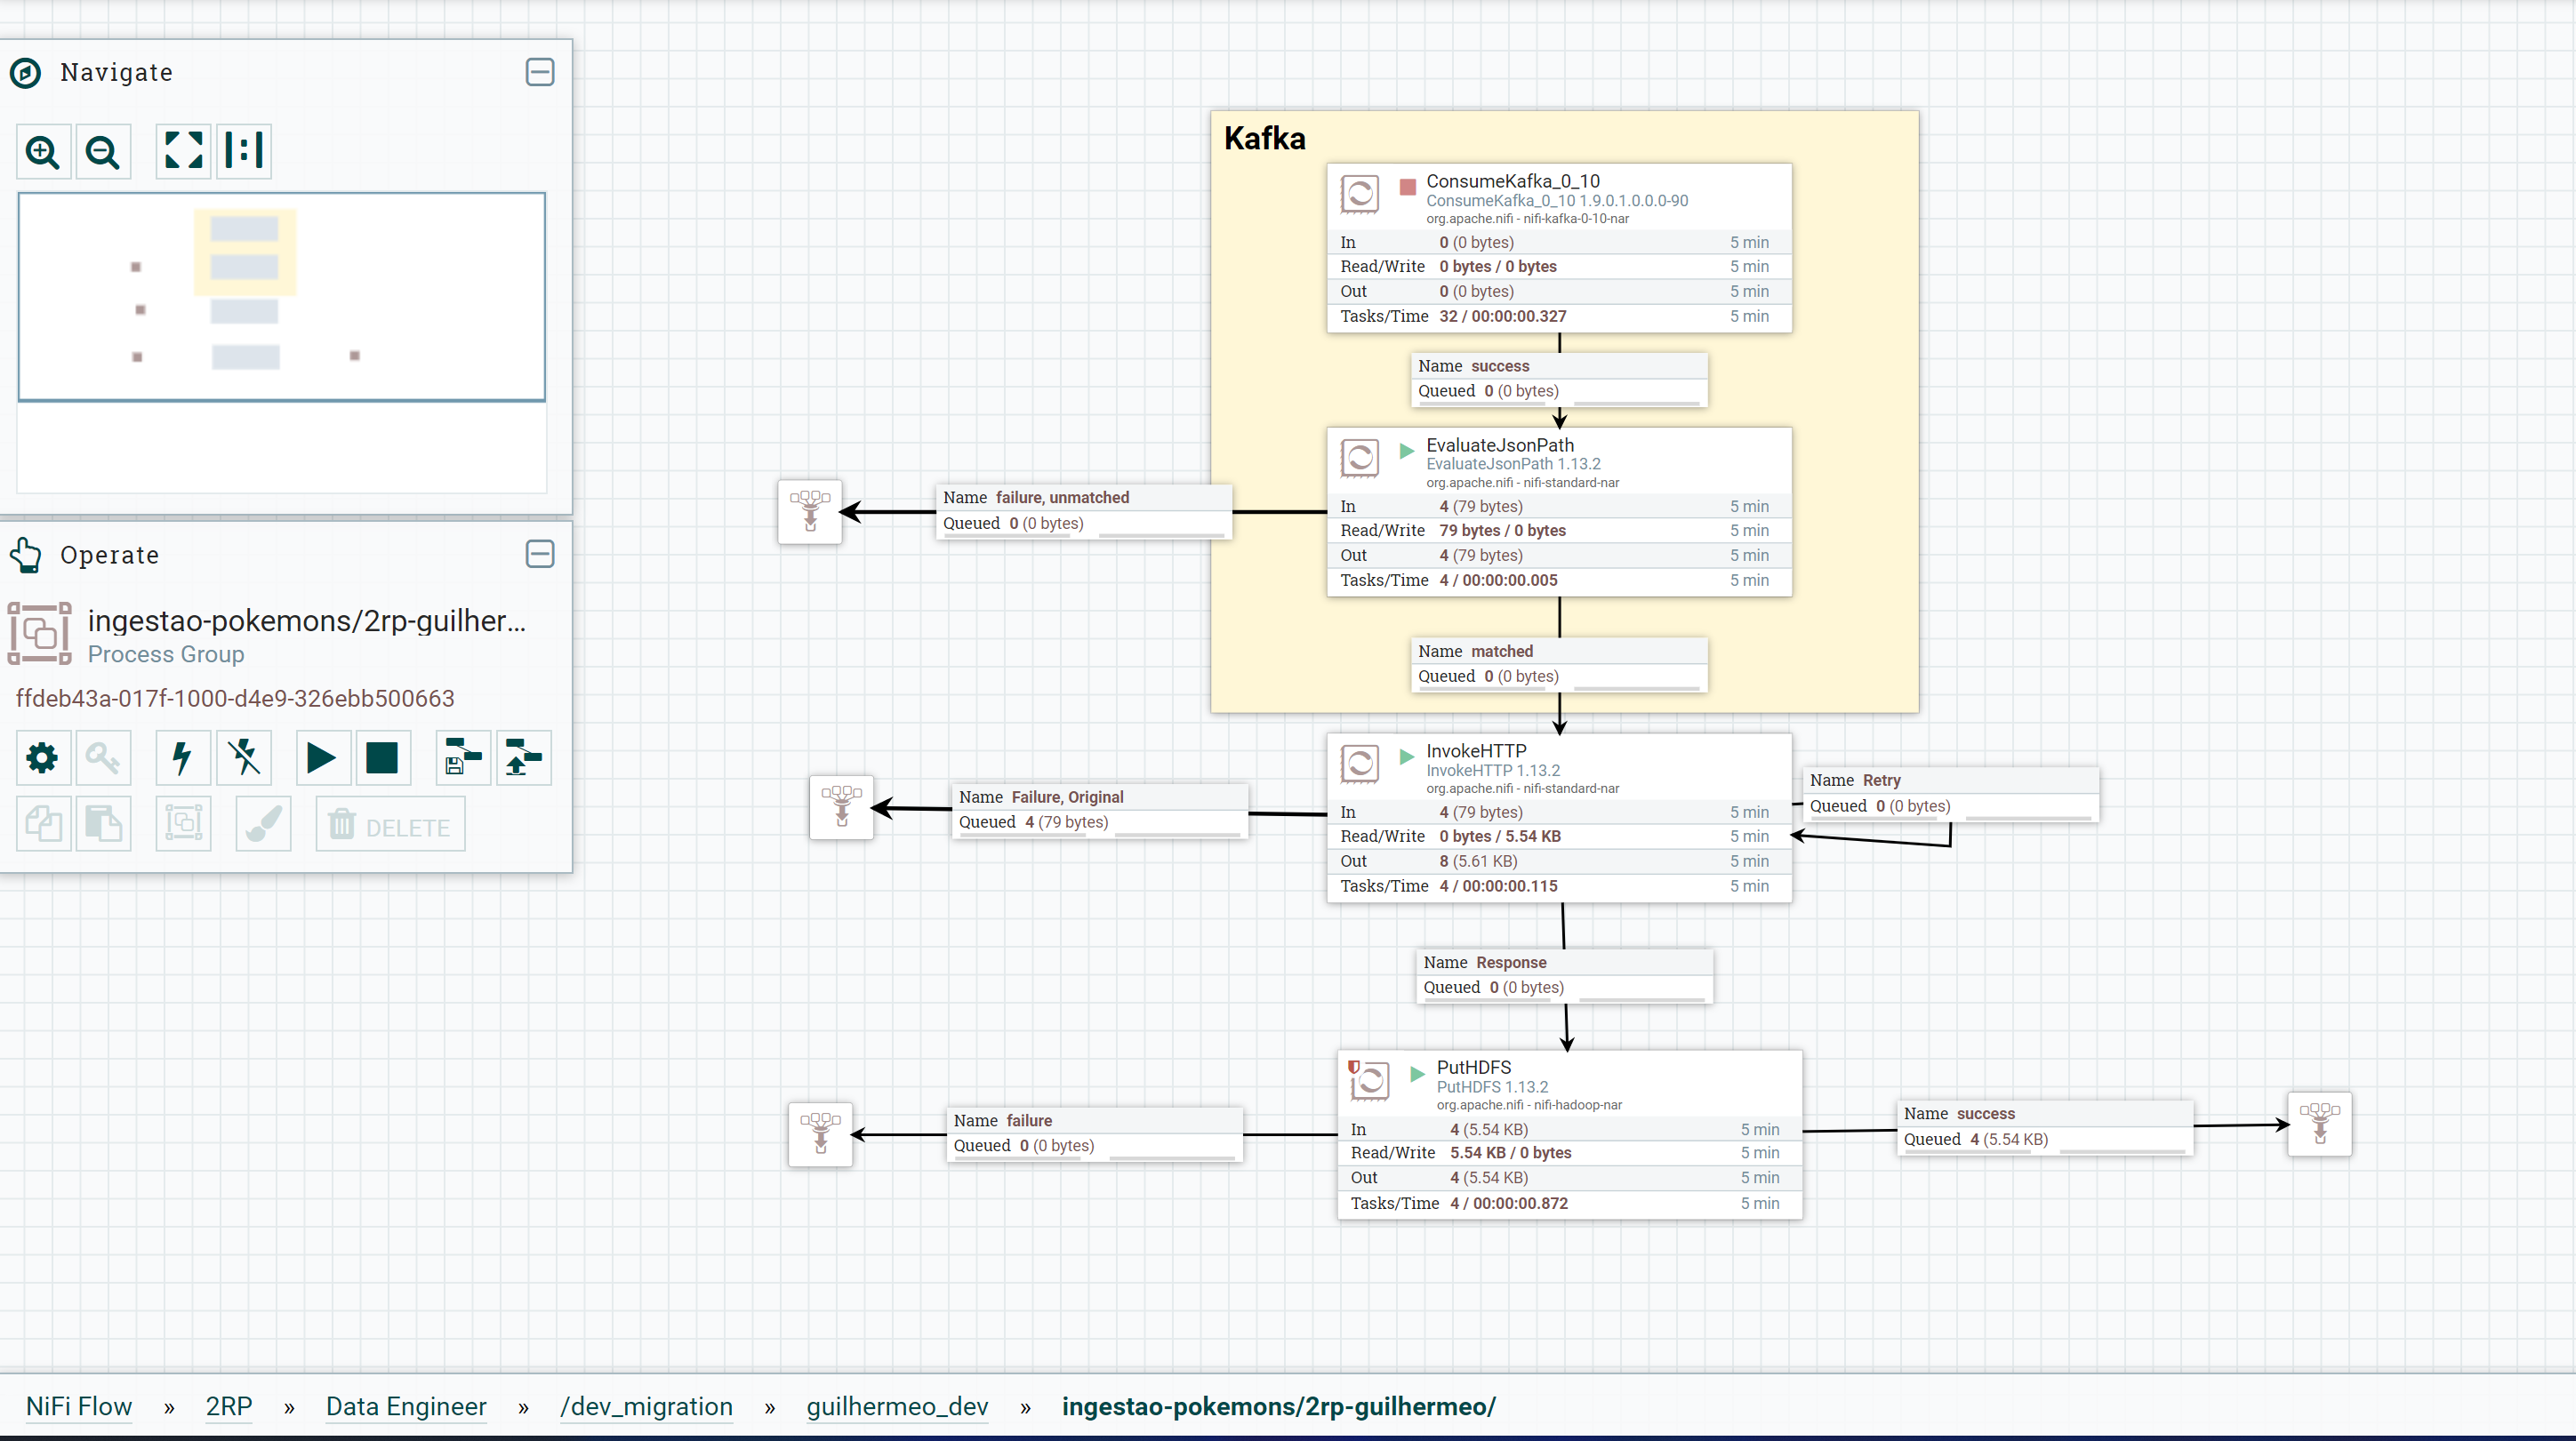 Navigate
Operate
ingestao-pokemons/2rp-guilher...
Process Group
ffdeb43a-017f-1000-d4e9-326ebb500663
DELETE
Kafka
ConsumeKafka_0_10
ConsumeKafka_0_10 1.9.0.1.0.0.0-90
org.apache.nifi - nifi-kafka-0-10-nar
In 0 (0 bytes) 5 min
Read/Write 0 bytes / 0 bytes 5 min
Out 0 (0 bytes) 5 min
Tasks/Time 32 / 00:00:00.327 5 min
Name success
Queued 0 (0 bytes)
EvaluateJsonPath
EvaluateJsonPath 1.13.2
org.apache.nifi - nifi-standard-nar
In 4 (79 bytes) 5 min
Read/Write 79 bytes / 0 bytes 5 min
Out 4 (79 bytes) 5 min
Tasks/Time 4 / 00:00:00.005 5 min
Name failure, unmatched
Queued 0 (0 bytes)
Name matched
Queued 0 (0 bytes)
InvokeHTTP
InvokeHTTP 1.13.2
org.apache.nifi - nifi-standard-nar
In 4 (79 bytes) 5 min
Read/Write 0 bytes / 5.54 KB 5 min
Out 8 (5.61 KB) 5 min
Tasks/Time 4 / 00:00:00.115 5 min
Name Failure, Original
Queued 4 (79 bytes)
Name Retry
Queued 0 (0 bytes)
Name Response
Queued 0 (0 bytes)
PutHDFS
PutHDFS 1.13.2
org.apache.nifi - nifi-hadoop-nar
In 4 (5.54 KB) 5 min
Read/Write 5.54 KB / 0 bytes 5 min
Out 4 (5.54 KB) 5 min
Tasks/Time 4 / 00:00:00.872 5 min
Name failure
Queued 0 (0 bytes)
Name success
Queued 4 (5.54 KB)
NiFi Flow » 2RP » Data Engineer » /dev_migration » guilhermeo_dev » ingestao-pokemons/2rp-guilhermeo/